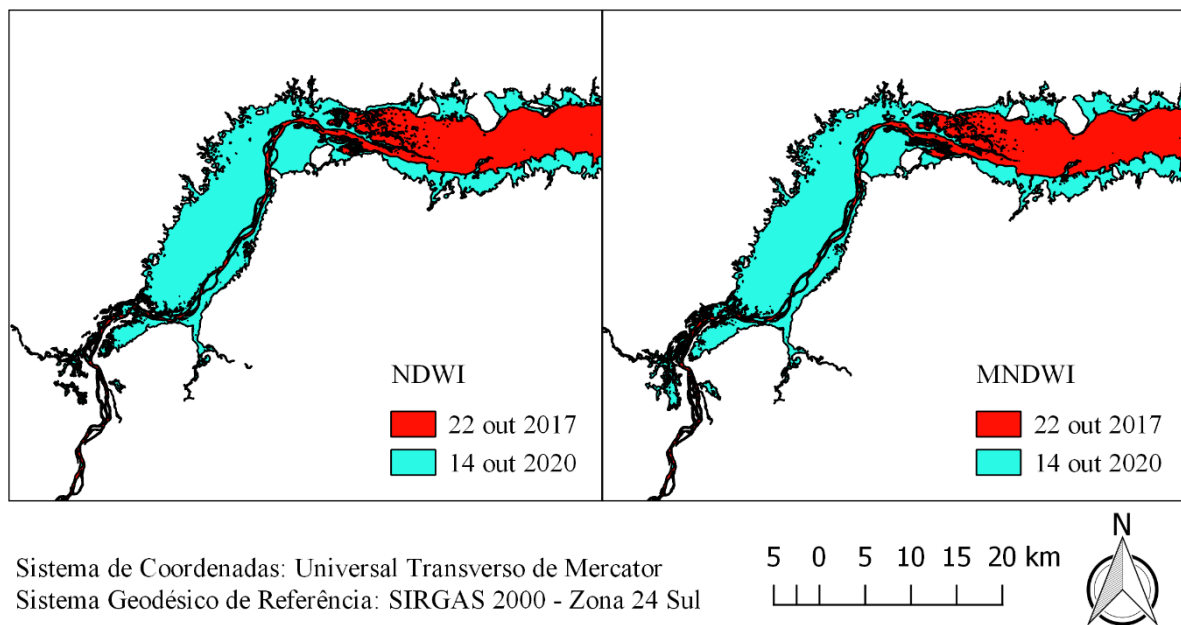 NDWI
22 out 2017
14 out 2020
MNDWI
22 out 2017
14 out 2020
Sistema de Coordenadas: Universal Transverso de Mercator
Sistema Geodésico de Referência: SIRGAS 2000 - Zona 24 Sul
5 0 5 10 15 20 km
N